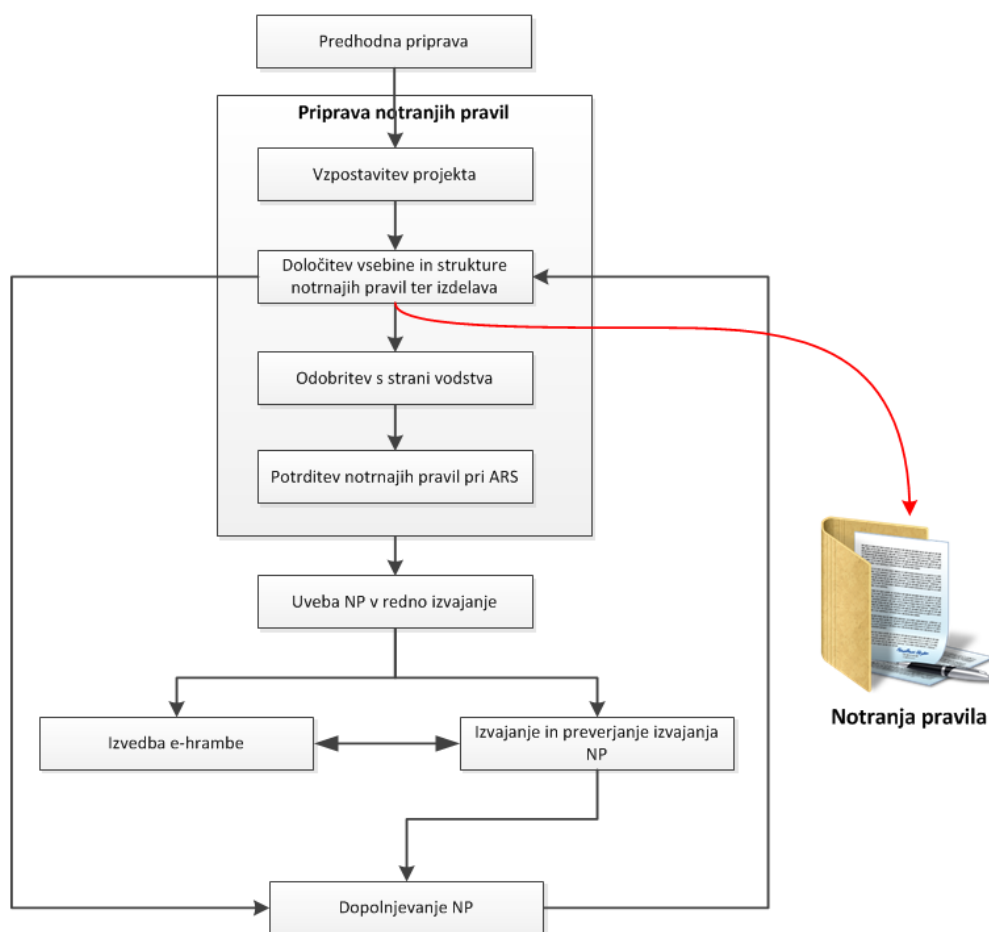 Predhodna priprava
Priprava notranjih pravil
Vzpostavitev projekta
Določitev vsebine in strukture
notrnajih pravil ter izdelava
Odobritev s strani vodstva
Potrditev notrnajih pravil pri ARS
Uveba NP v redno izvajanje
Izvedba e-hrambe
Izvajanje in preverjanje izvajanja
NP
Notranja pravila
Dopolnjevanje NP